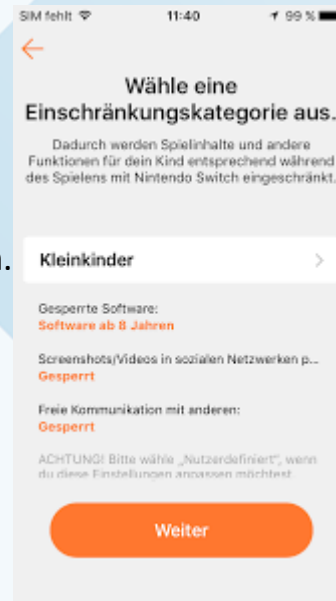 SIM fehlt 11:40 99 %
Wähle eine
Einschränkungskategorie aus.
Dadurch werden Spielinhalte und andere
Funktionen für dein Kind entsprechend während
des Spielens mit Nintendo Switch eingeschränkt.
Kleinkinder
Gesperrte Software:
Software ab 8 Jahren
Screenshots/Videos in sozialen Netzwerken p...
Gesperrt
Freie Kommunikation mit anderen:
Gesperrt
ACHTUNG! Bitte wähle „Nutzerdefiniert", wenn
du diese Einstellungen anpassen möchtest.
Weiter